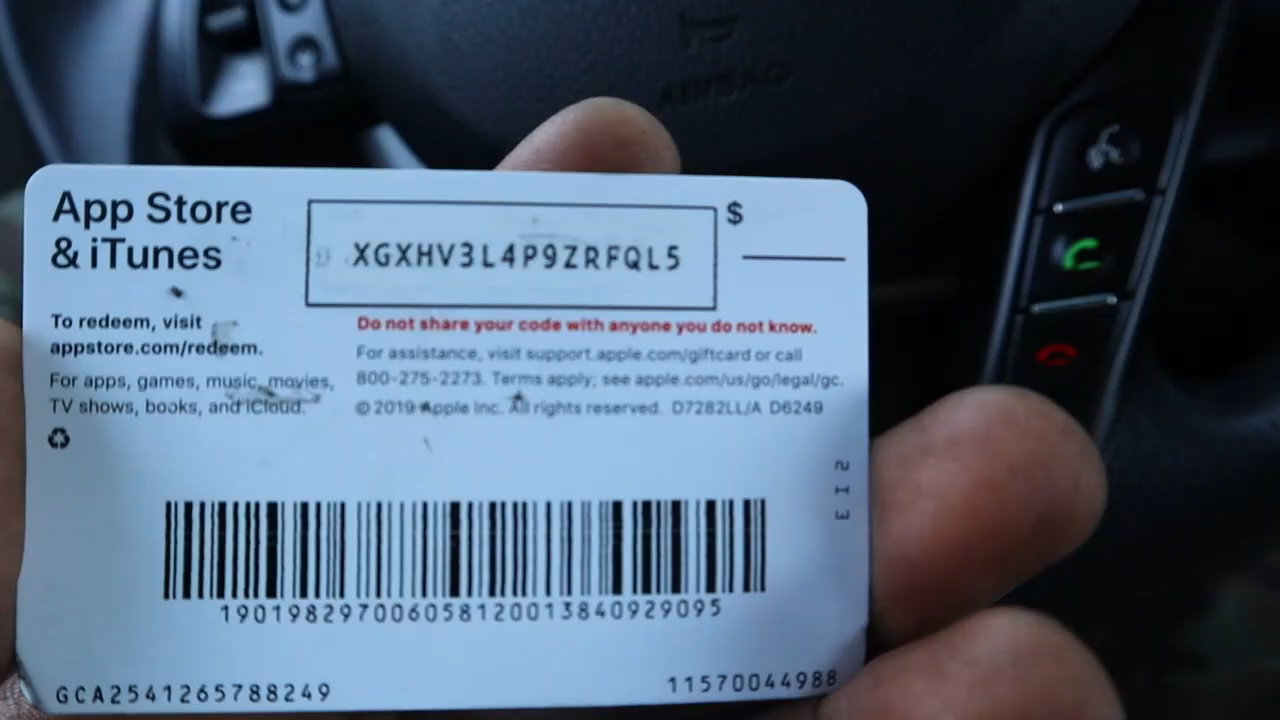 App Store
& iTunes
XGXHV3L4P9ZRFQL5
$
To redeem, visit
appstore.com/redeem.
For apps, games, music, movies,
TV shows, books, and iCloud.
Do not share your code with anyone you do not know.
For assistance, visit support.apple.com/giftcard or call
800-275-2273. Terms apply; see apple.com/us/go/legal/gc.
© 2019 Apple Inc. All rights reserved. D7282LL/A D6249
190198297006058120013840929095
GCA2541265788249
11570044988
AIRBAG